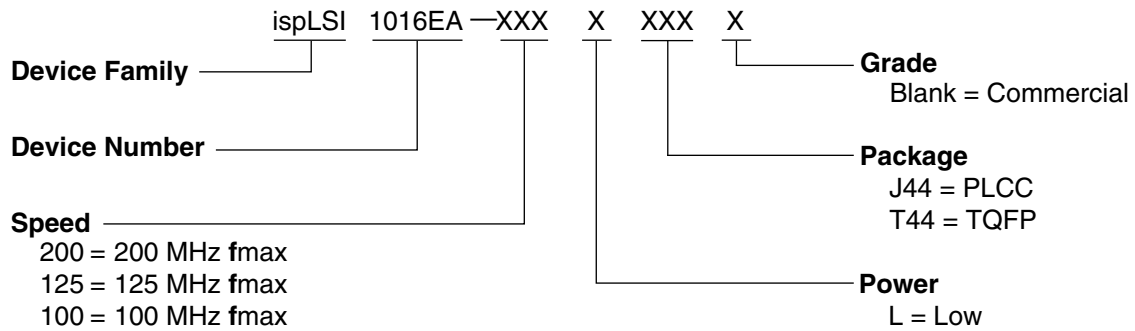 ispLSI 1016EA —XXX X XXX X
Device Family
Device Number
Speed
200 = 200 MHz fmax
125 = 125 MHz fmax
100 = 100 MHz fmax
Grade
Blank = Commercial
Package
J44 = PLCC
T44 = TQFP
Power
L = Low